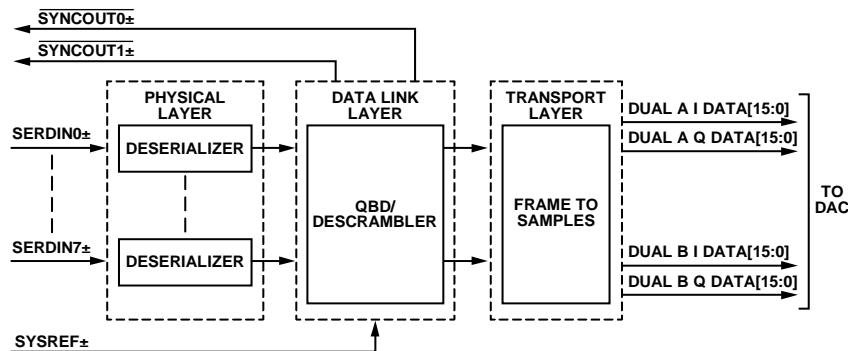 SYNCOUT0±
SYNCOUT1±
PHYSICAL
LAYER
DATA LINK
LAYER
TRANSPORT
LAYER
SERDIN0±
DESERIALIZER
QBD/
DESCRAMBLER
FRAME TO
SAMPLES
DUAL A I DATA[15:0]
DUAL A Q DATA[15:0]
TO
DAC
SERDIN7±
DESERIALIZER
DUAL B I DATA[15:0]
DUAL B Q DATA[15:0]
SYSREF±